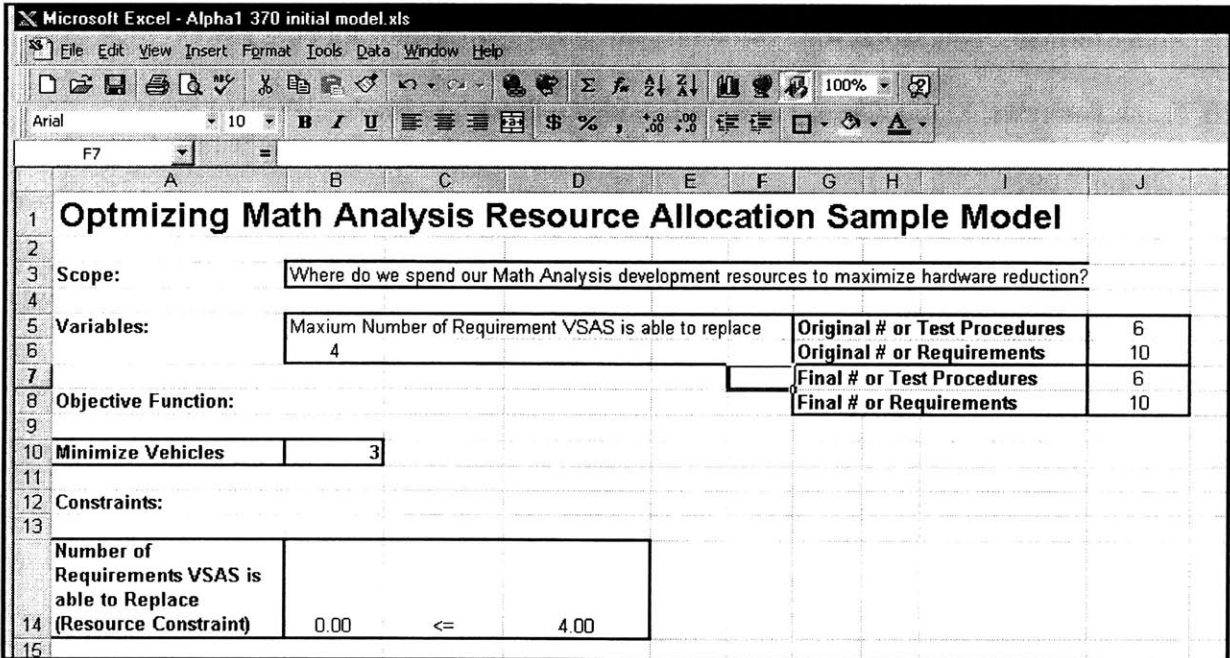 Microsoft Excel - Alpha1 370 initial model.xls
File Edit View Insert Format Tools Data Window Help
100%
Arial 10 B I U $ % ,
F7 =
A B C D E F G H I J
1 Optmizing Math Analysis Resource Allocation Sample Model
2
3 Scope: Where do we spend our Math Analysis development resources to maximize hardware reduction?
4
5 Variables: Maxium Number of Requirement VSAS is able to replace Original # or Test Procedures 6
6 4 Original # or Requirements 10
7 Final # or Test Procedures 6
8 Objective Function: Final # or Requirements 10
9
10 Minimize Vehicles 3
11
12 Constraints:
13
Number of
Requirements VSAS is
able to Replace
14 (Resource Constraint) 0.00 <= 4.00
15